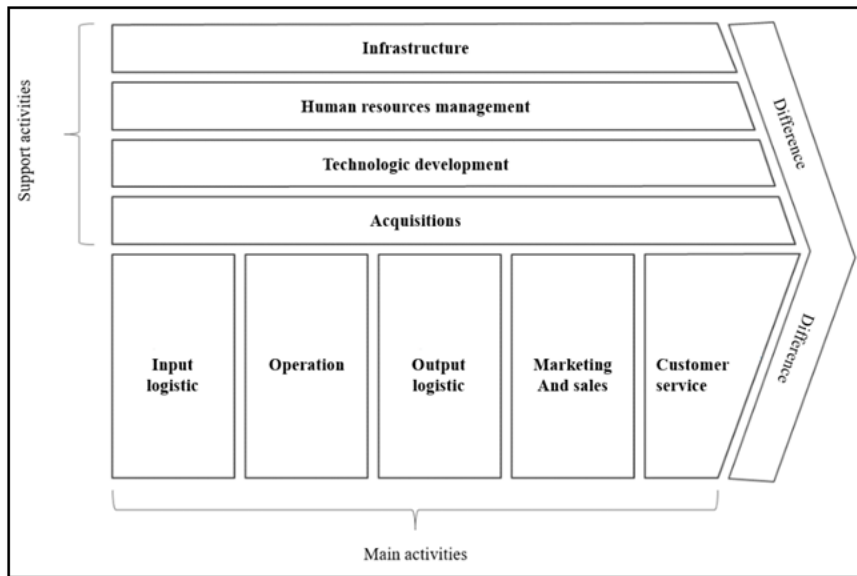 Support activities
Infrastructure
Human resources management
Technologic development
Acquisitions
Difference
Input
logistic
Operation
Output
logistic
Marketing
And sales
Customer
service
Difference
Main activities